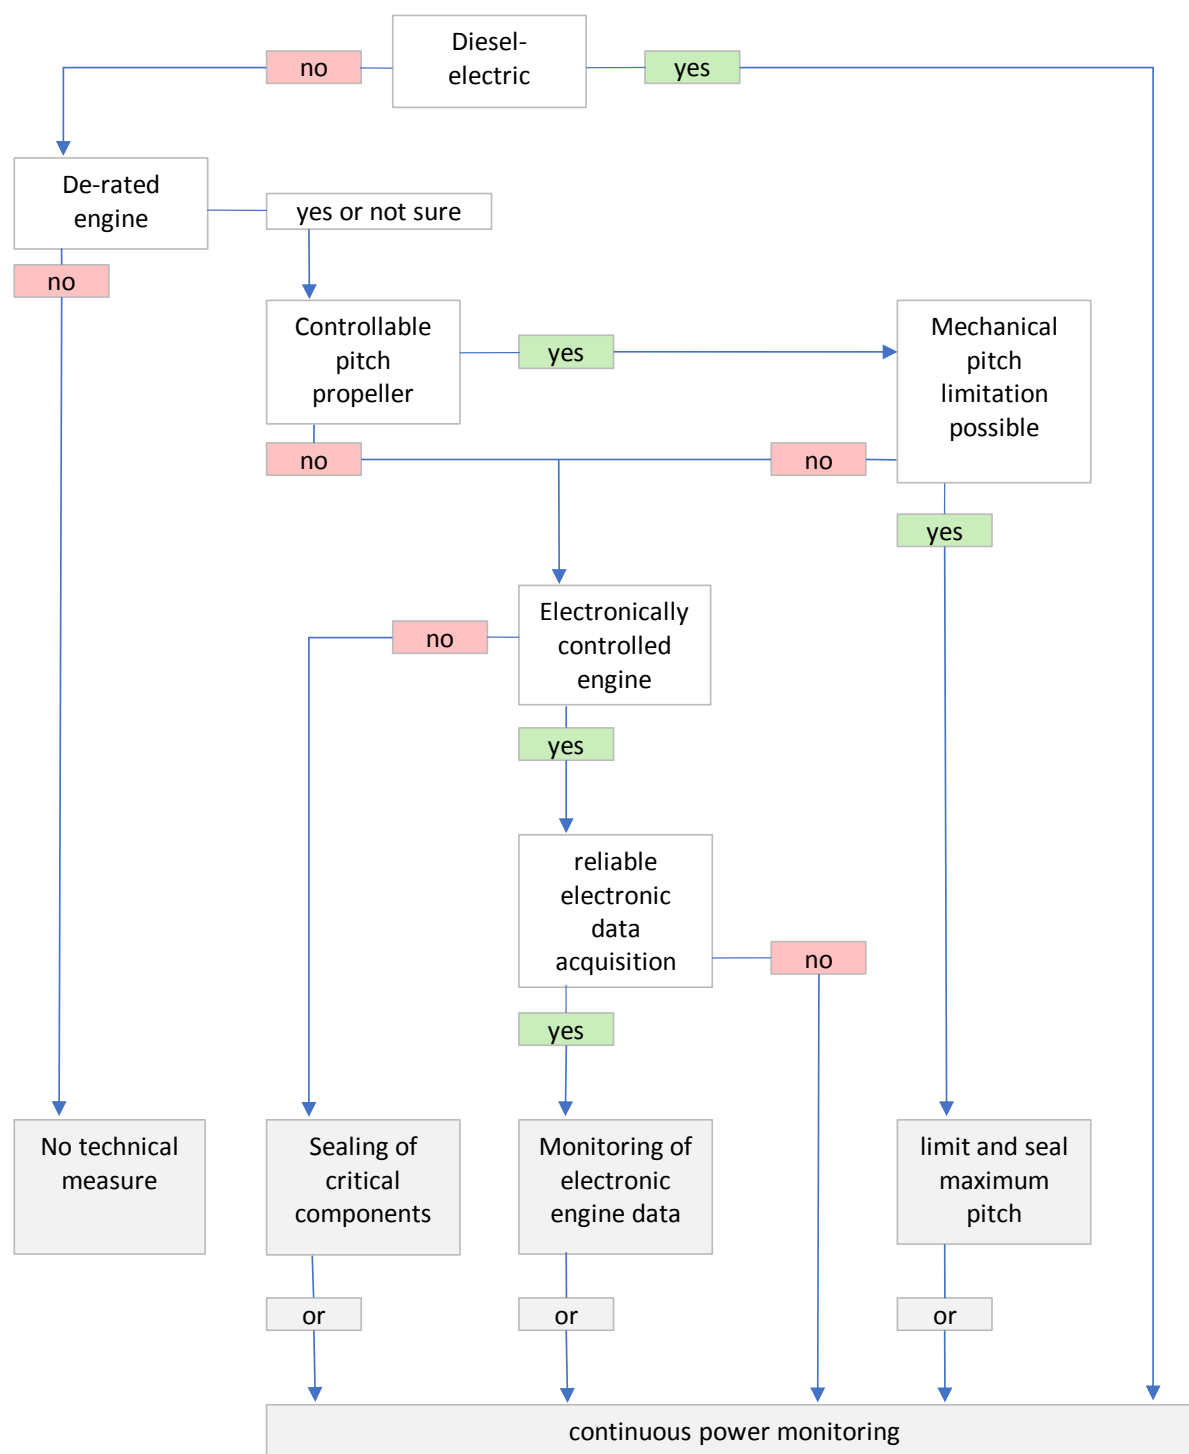 Diesel-
electric
no
yes
De-rated
engine
yes or not sure
no
Controllable
pitch
propeller
yes
Mechanical
pitch
limitation
possible
no
no
yes
Electronically
controlled
engine
no
yes
reliable
electronic
data
acquisition
no
yes
No technical
measure
Sealing of
critical
components
Monitoring of
electronic
engine data
limit and seal
maximum
pitch
or
or
or
continuous power monitoring